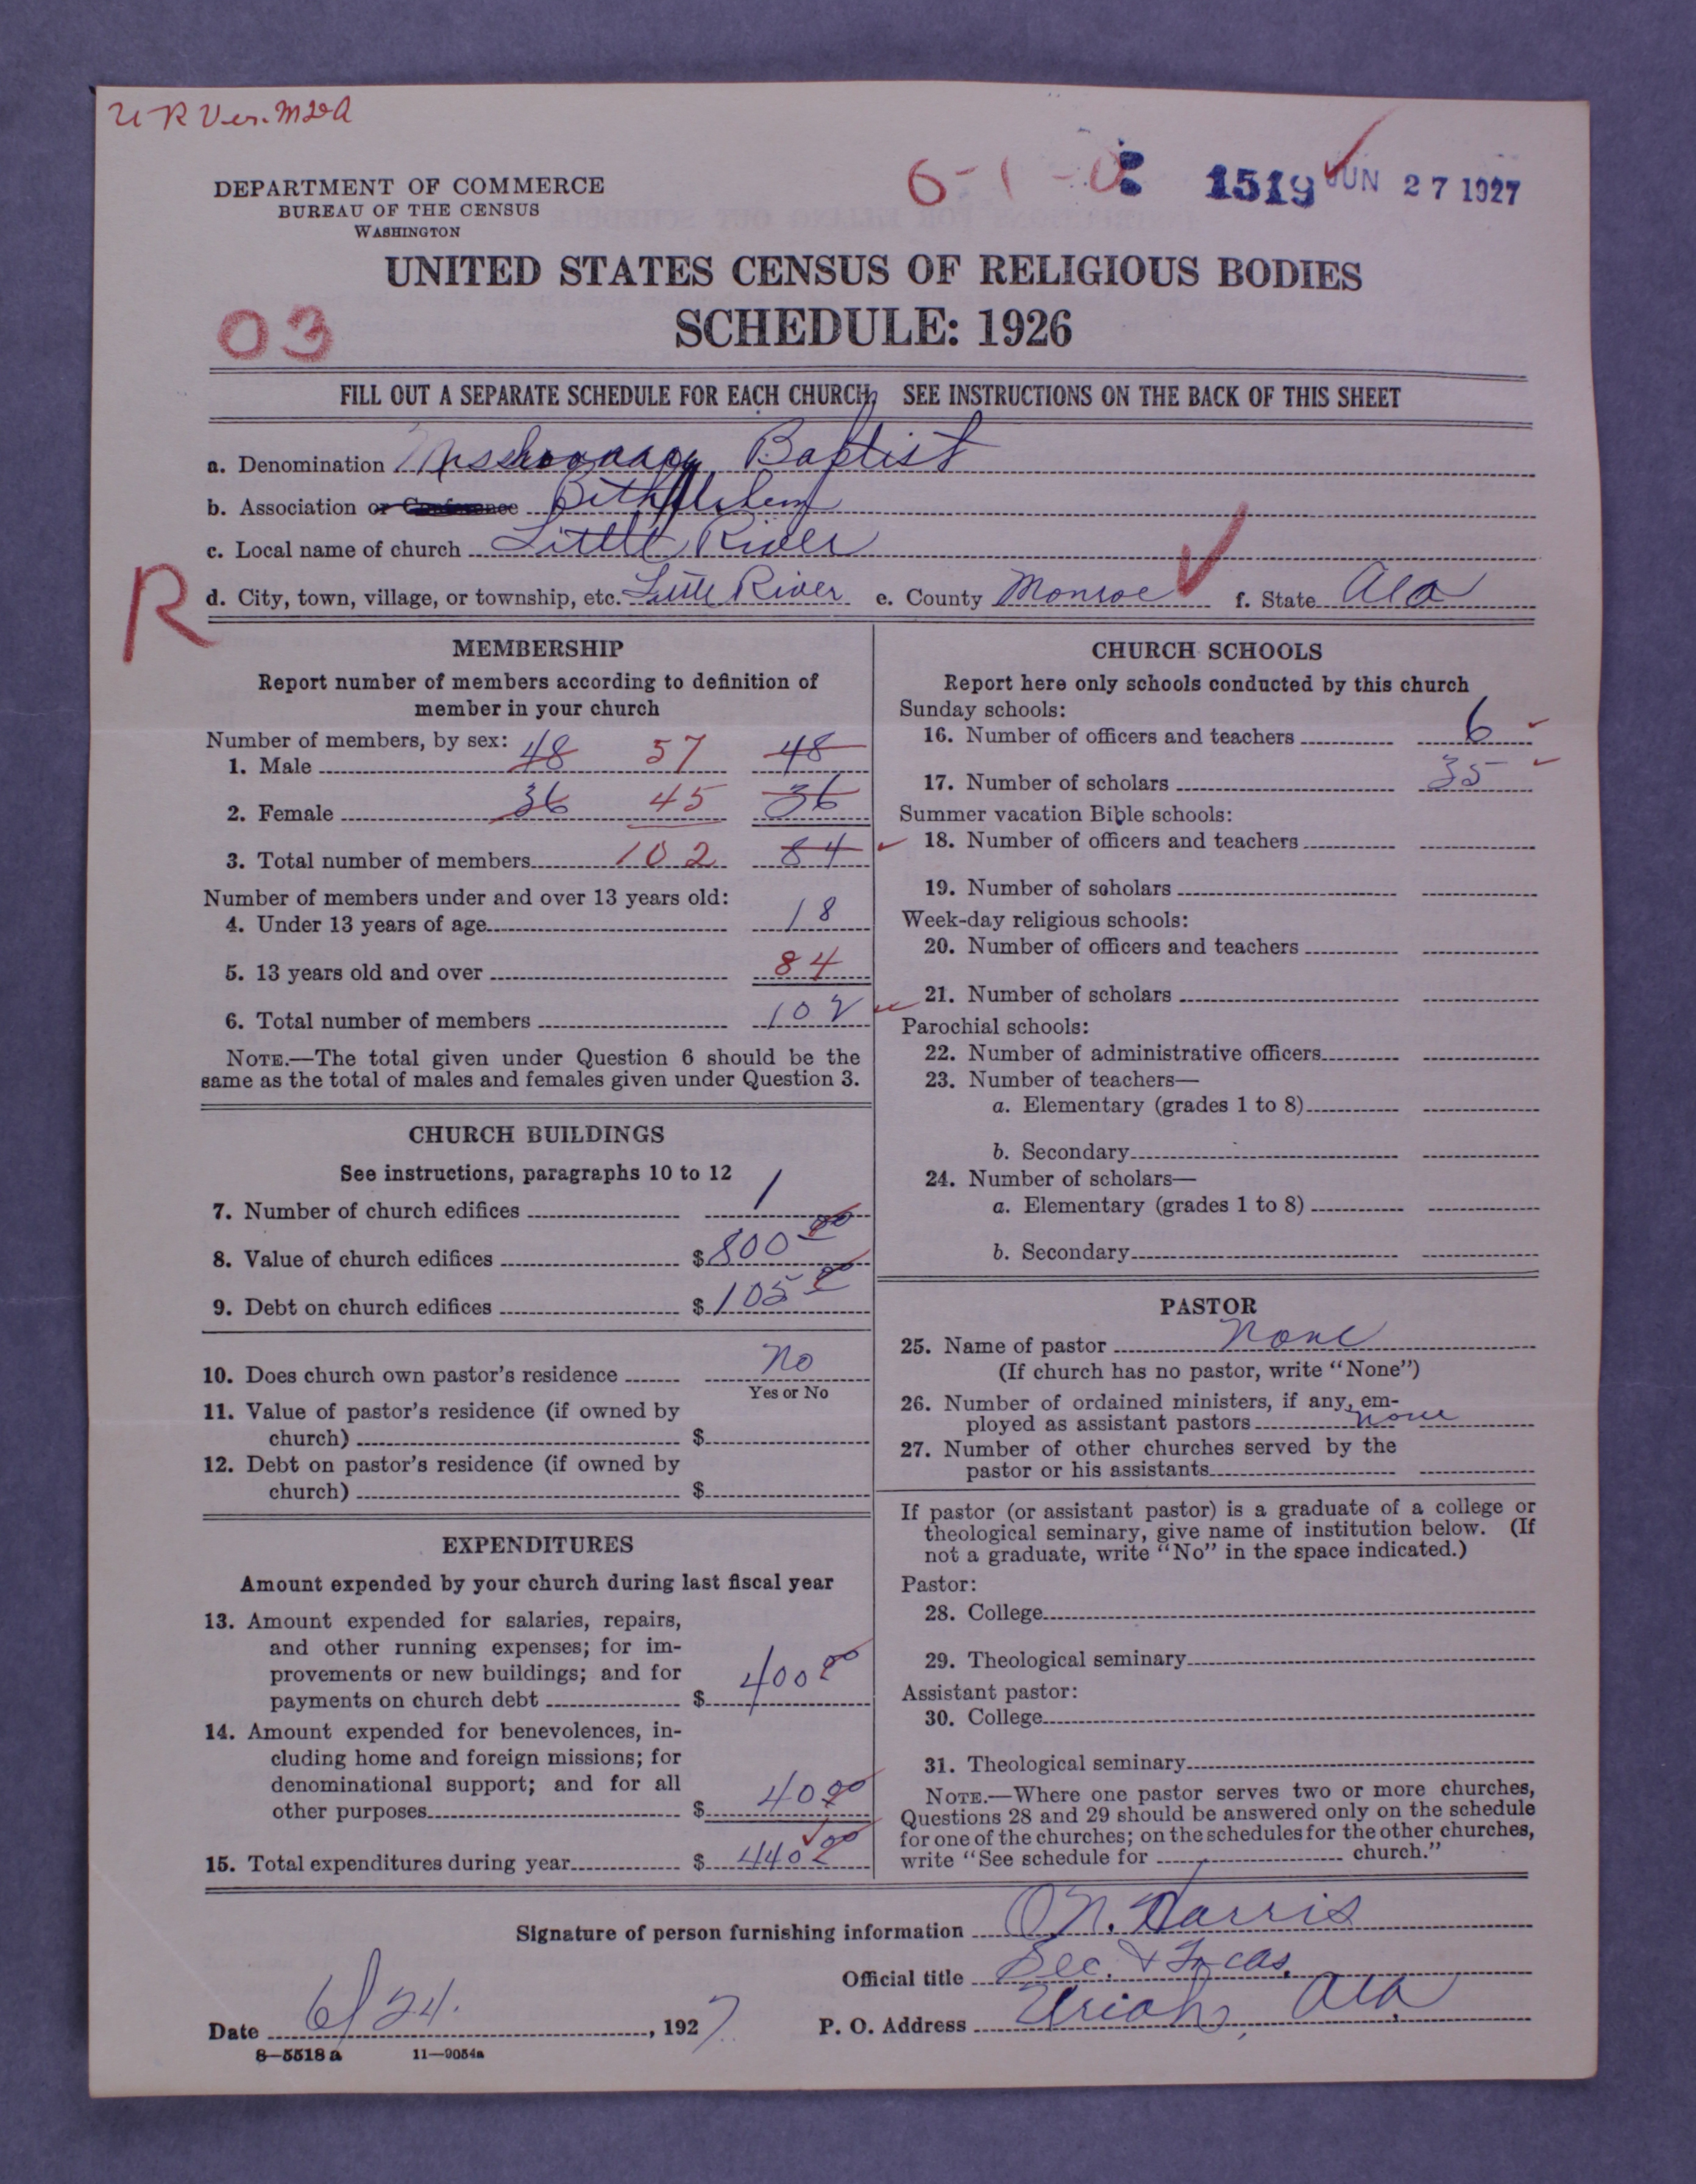 U R Ver. M
6-1-0
1519
JUN 27 1927
DEPARTMENT OF COMMERCE
BUREAU OF THE CENSUS
WASHINGTON
UNITED STATES CENSUS OF RELIGIOUS BODIES
SCHEDULE: 1926
03
FILL OUT A SEPARATE SCHEDULE FOR EACH CHURCH. SEE INSTRUCTIONS ON THE BACK OF THIS SHEET
a. Denomination Missionary Baptist
b. Association or Conference Bethlehem
c. Local name of church Little River
R
d. City, town, village, or township, etc. Little River e. County Monroe f. State Ala
MEMBERSHIP
Report number of members according to definition of
member in your church
Number of members, by sex:
1. Male 48 57 48
2. Female 36 45 36
3. Total number of members 102 84
Number of members under and over 13 years old:
4. Under 13 years of age 18
5. 13 years old and over 84
6. Total number of members 102
NOTE.—The total given under Question 6 should be the
same as the total of males and females given under Question 3.
CHURCH BUILDINGS
See instructions, paragraphs 10 to 12
7. Number of church edifices 1
8. Value of church edifices $800 00
9. Debt on church edifices $105 00
10. Does church own pastor's residence No
Yes or No
11. Value of pastor's residence (if owned by
church) $
12. Debt on pastor's residence (if owned by
church) $
EXPENDITURES
Amount expended by your church during last fiscal year
13. Amount expended for salaries, repairs,
and other running expenses; for im-
provements or new buildings; and for
payments on church debt $ 400 00
14. Amount expended for benevolences, in-
cluding home and foreign missions; for
denominational support; and for all
other purposes $ 40 00
15. Total expenditures during year $ 440 00
CHURCH SCHOOLS
Report here only schools conducted by this church
Sunday schools:
16. Number of officers and teachers 6
17. Number of scholars 35
Summer vacation Bible schools:
18. Number of officers and teachers
19. Number of scholars
Week-day religious schools:
20. Number of officers and teachers
21. Number of scholars
Parochial schools:
22. Number of administrative officers
23. Number of teachers—
a. Elementary (grades 1 to 8)
b. Secondary
24. Number of scholars—
a. Elementary (grades 1 to 8)
b. Secondary
PASTOR
25. Name of pastor None
(If church has no pastor, write "None")
26. Number of ordained ministers, if any, em-
ployed as assistant pastors none
27. Number of other churches served by the
pastor or his assistants
If pastor (or assistant pastor) is a graduate of a college or
theological seminary, give name of institution below. (If
not a graduate, write "No" in the space indicated.)
Pastor:
28. College
29. Theological seminary
Assistant pastor:
30. College
31. Theological seminary
NOTE.—Where one pastor serves two or more churches,
Questions 28 and 29 should be answered only on the schedule
for one of the churches; on the schedules for the other churches,
write "See schedule for church."
Signature of person furnishing information O N. Harris
Official title Sec. & Treas.
Date 6/24. , 1927 P. O. Address Uriah, Ala
8—5518a 11—9054a